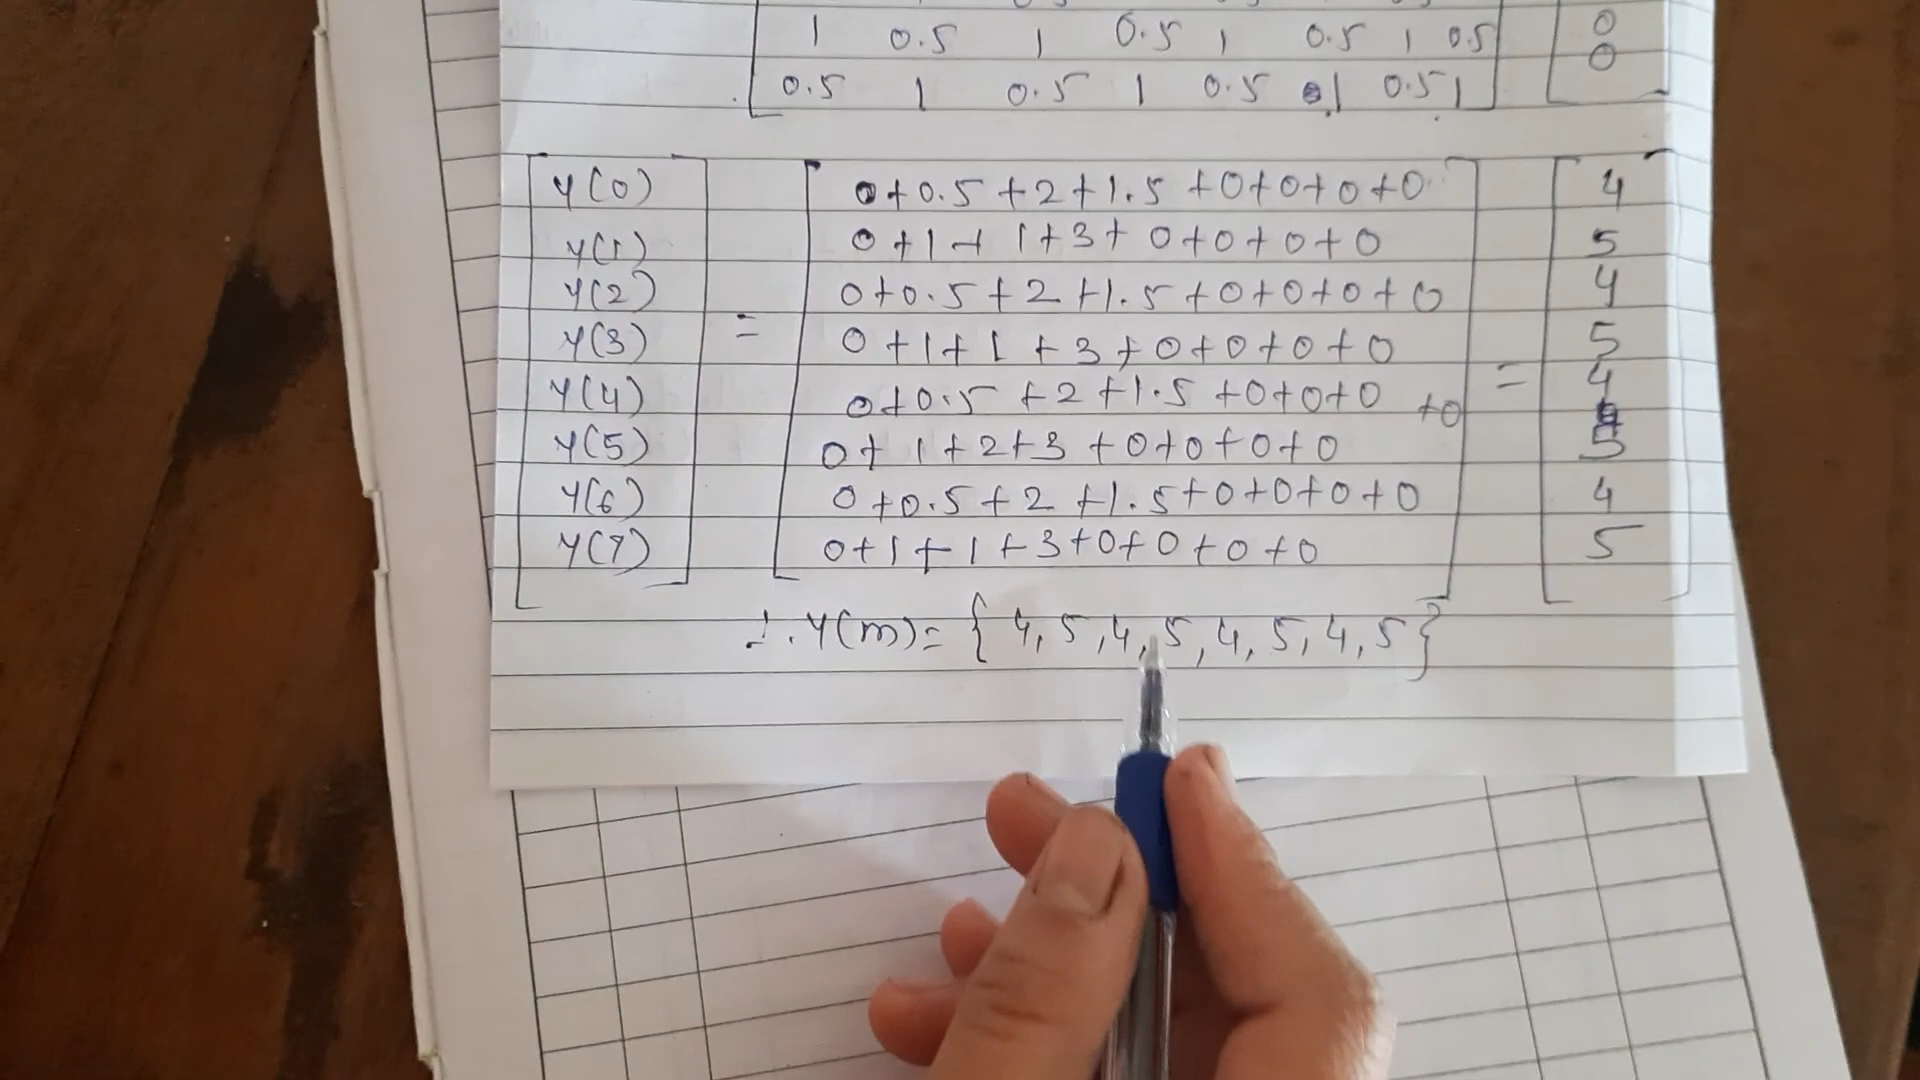 1 0.5 1 0.5 1 0.5 1 0.5 0
0.5 1 0.5 1 0.5 1 0.5 1 0
y(0) 0+0.5+2+1.5+0+0+0+0 4
y(1) 0+1+1+3+0+0+0+0 5
y(2) 0+0.5+2+1.5+0+0+0+0 4
y(3) = 0+1+1+3+0+0+0+0 5
y(4) 0+0.5+2+1.5+0+0+0+0 = 4
y(5) 0+1+2+3+0+0+0+0 5
y(6) 0+0.5+2+1.5+0+0+0+0 4
y(7) 0+1+1+3+0+0+0+0 5
∴ y(m) = { 4, 5, 4, 5, 4, 5, 4, 5 }